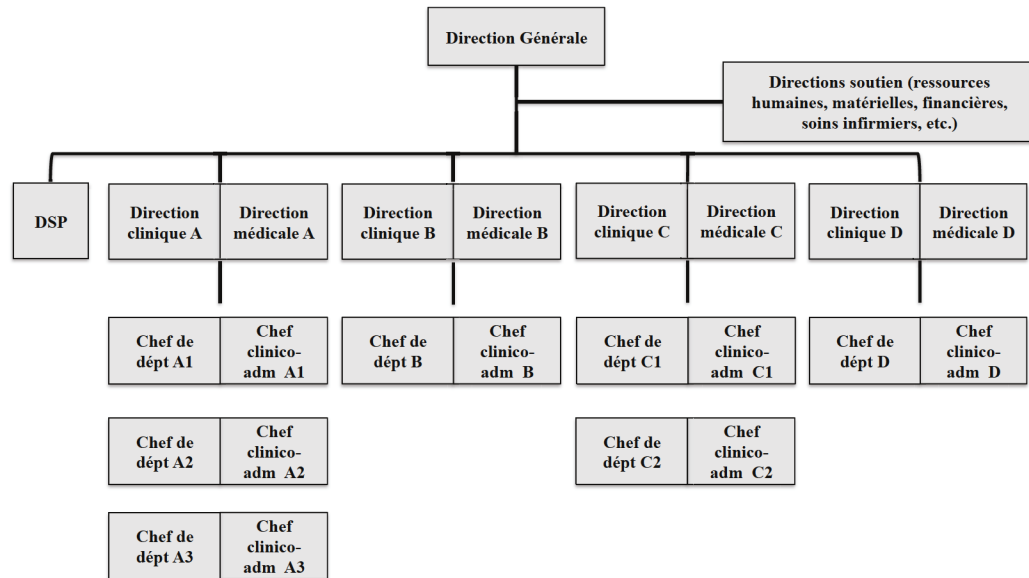 Direction Générale
Directions soutien (ressources
humaines, matérielles, financières,
soins infirmiers, etc.)
DSP
Direction
clinique A
Direction
médicale A
Direction
clinique B
Direction
médicale B
Direction
clinique C
Direction
médicale C
Direction
clinique D
Direction
médicale D
Chef de
dépt A1
Chef
clinico-
adm A1
Chef de
dépt B
Chef
clinico-
adm B
Chef de
dépt C1
Chef
clinico-
adm C1
Chef de
dépt D
Chef
clinico-
adm D
Chef de
dépt A2
Chef
clinico-
adm A2
Chef de
dépt C2
Chef
clinico-
adm C2
Chef de
dépt A3
Chef
clinico-
adm A3